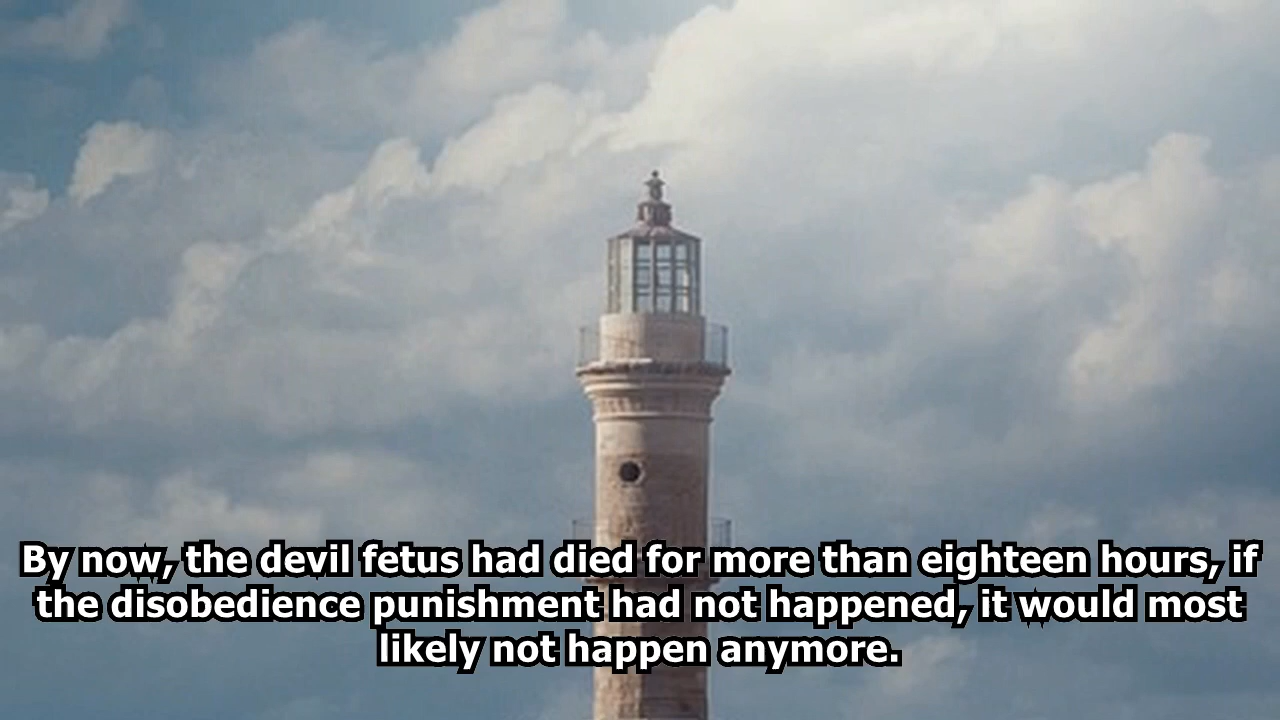 By now, the devil fetus had died for more than eighteen hours, if
the disobedience punishment had not happened, it would most
likely not happen anymore.